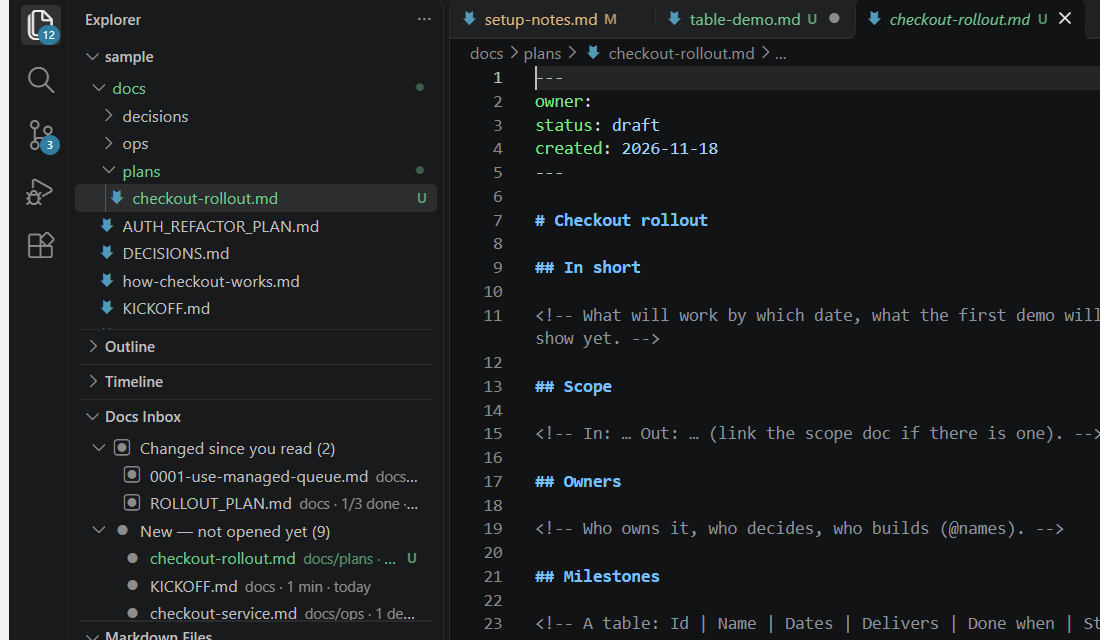 Explorer
12
sample
docs
decisions
ops
3
plans
checkout-rollout.md U
AUTH_REFACTOR_PLAN.md
DECISIONS.md
how-checkout-works.md
KICKOFF.md
Outline
Timeline
Docs Inbox
Changed since you read (2)
0001-use-managed-queue.md docs...
ROLLOUT_PLAN.md docs · 1/3 done ·...
New — not opened yet (9)
checkout-rollout.md docs/plans · ... U
KICKOFF.md docs · 1 min · today
checkout-service.md docs/ops · 1 de...
Markdown Files
setup-notes.md M
table-demo.md U
checkout-rollout.md U
docs > plans > checkout-rollout.md > ...
1 ---
2 owner:
3 status: draft
4 created: 2026-11-18
5 ---
6
7 # Checkout rollout
8
9 ## In short
10
11 <!-- What will work by which date, what the first demo will
show yet. -->
12
13 ## Scope
14
15 <!-- In: … Out: … (link the scope doc if there is one). -->
16
17 ## Owners
18
19 <!-- Who owns it, who decides, who builds (@names). -->
20
21 ## Milestones
22
23 <!-- A table: Id | Name | Dates | Delivers | Done when | St